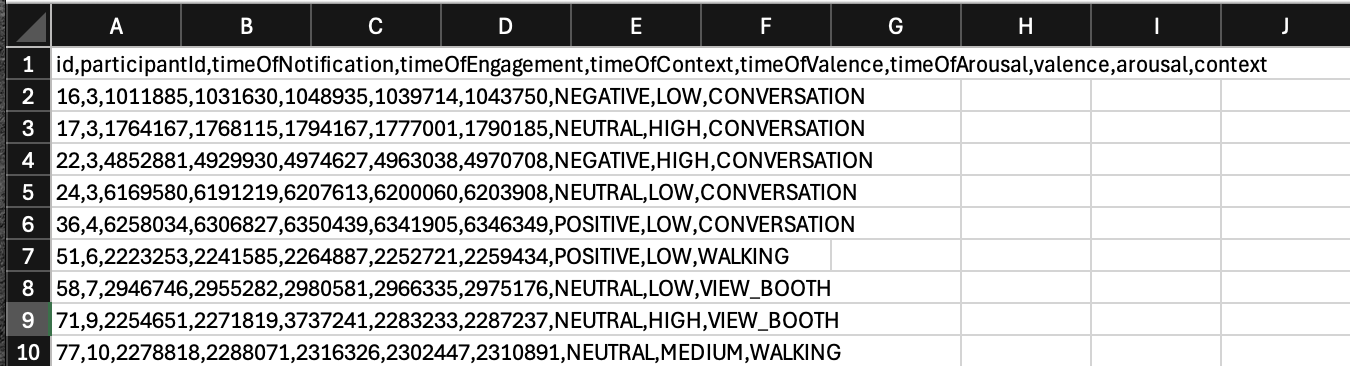 A B C D E F G H I J
1 id,participantId,timeOfNotification,timeOfEngagement,timeOfContext,timeOfValence,timeOfArousal,valence,arousal,context
2 16,3,1011885,1031630,1048935,1039714,1043750,NEGATIVE,LOW,CONVERSATION
3 17,3,1764167,1768115,1794167,1777001,1790185,NEUTRAL,HIGH,CONVERSATION
4 22,3,4852881,4929930,4974627,4963038,4970708,NEGATIVE,HIGH,CONVERSATION
5 24,3,6169580,6191219,6207613,6200060,6203908,NEUTRAL,LOW,CONVERSATION
6 36,4,6258034,6306827,6350439,6341905,6346349,POSITIVE,LOW,CONVERSATION
7 51,6,2223253,2241585,2264887,2252721,2259434,POSITIVE,LOW,WALKING
8 58,7,2946746,2955282,2980581,2966335,2975176,NEUTRAL,LOW,VIEW_BOOTH
9 71,9,2254651,2271819,3737241,2283233,2287237,NEUTRAL,HIGH,VIEW_BOOTH
10 77,10,2278818,2288071,2316326,2302447,2310891,NEUTRAL,MEDIUM,WALKING